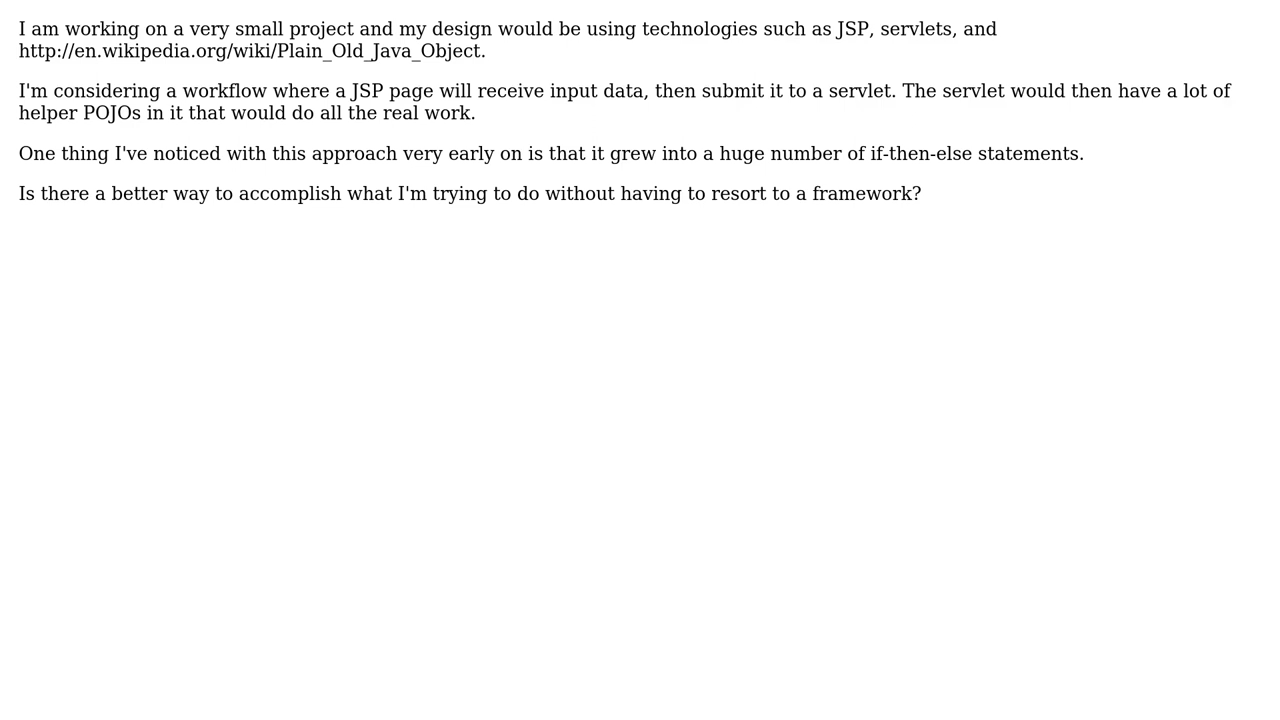 I am working on a very small project and my design would be using technologies such as JSP, servlets, and
http://en.wikipedia.org/wiki/Plain_Old_Java_Object.
I'm considering a workflow where a JSP page will receive input data, then submit it to a servlet. The servlet would then have a lot of
helper POJOs in it that would do all the real work.
One thing I've noticed with this approach very early on is that it grew into a huge number of if-then-else statements.
Is there a better way to accomplish what I'm trying to do without having to resort to a framework?